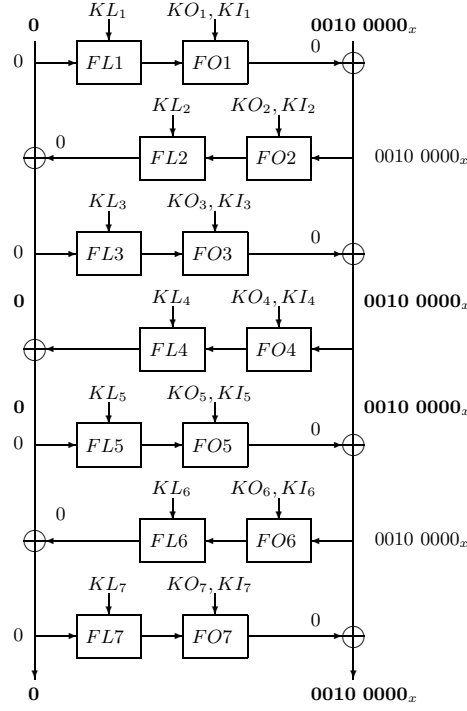 KL₁ KO₁, KI₁
0 0 0010 0000ₓ
0 FL1 FO1
KL₂ KO₂, KI₂
0 FL2 FO2 0010 0000ₓ
KL₃ KO₃, KI₃
0
0 FL3 FO3
0 KL₄ KO₄, KI₄ 0010 0000ₓ
FL4 FO4
0 KL₅ KO₅, KI₅ 0010 0000ₓ
0
0 FL5 FO5
KL₆ KO₆, KI₆
0
FL6 FO6 0010 0000ₓ
KL₇ KO₇, KI₇
0
0 FL7 FO7
0 0010 0000ₓ